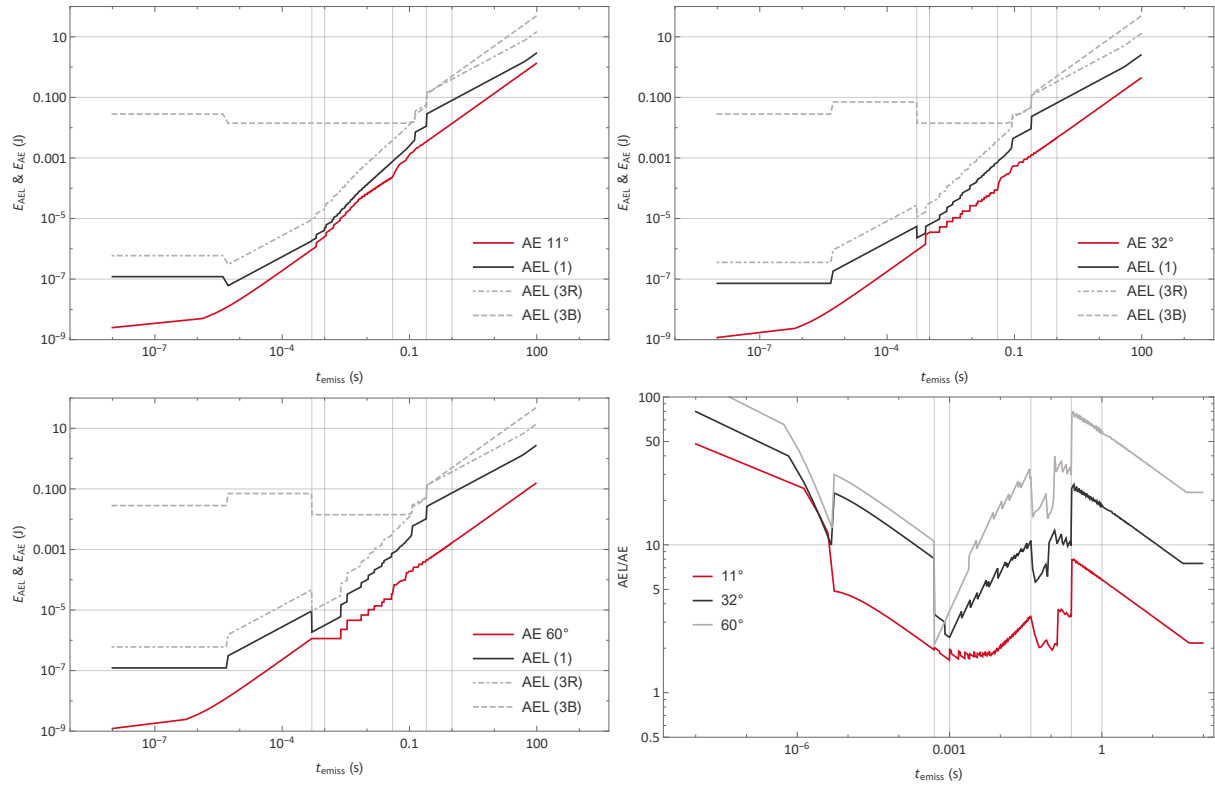 10
0.100
0.001
10⁻⁵
10⁻⁷
10⁻⁹
E_AEL & E_AE (J)
AE 11°
AEL (1)
AEL (3R)
AEL (3B)
10⁻⁷
10⁻⁴
0.1
100
t_emiss (s)
10
0.100
0.001
10⁻⁵
10⁻⁷
10⁻⁹
E_AEL & E_AE (J)
AE 32°
AEL (1)
AEL (3R)
AEL (3B)
10⁻⁷
10⁻⁴
0.1
100
t_emiss (s)
10
0.100
0.001
10⁻⁵
10⁻⁷
10⁻⁹
E_AEL & E_AE (J)
AE 60°
AEL (1)
AEL (3R)
AEL (3B)
10⁻⁷
10⁻⁴
0.1
100
t_emiss (s)
100
50
10
5
1
0.5
AEL/AE
11°
32°
60°
10⁻⁶
0.001
1
t_emiss (s)